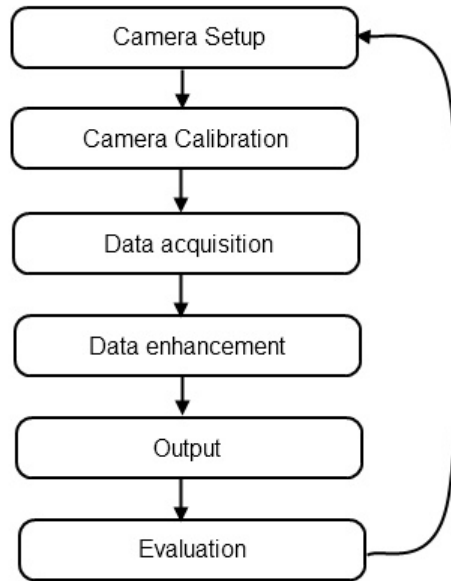 Camera Setup
Camera Calibration
Data acquisition
Data enhancement
Output
Evaluation